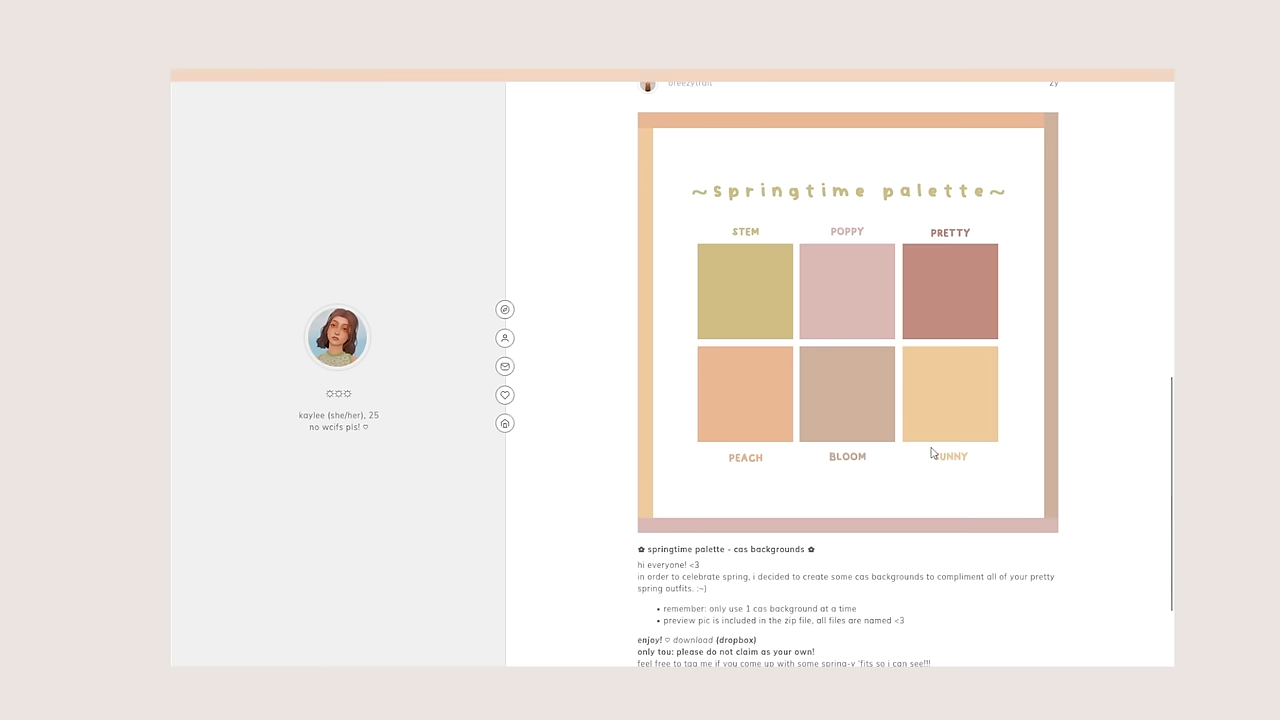 breezytrait
2y
~springtime palette~
STEM POPPY PRETTY
PEACH BLOOM SUNNY
☼☼☼
kaylee (she/her), 25
no wcifs pls! ♡
✿ springtime palette - cas backgrounds ✿
hi everyone! <3
in order to celebrate spring, i decided to create some cas backgrounds to compliment all of your pretty
spring outfits. :~)
• remember: only use 1 cas background at a time
• preview pic is included in the zip file, all files are named <3
enjoy! ♡ download (dropbox)
only tou: please do not claim as your own!
feel free to tag me if you come up with some spring-y 'fits so i can see!!!